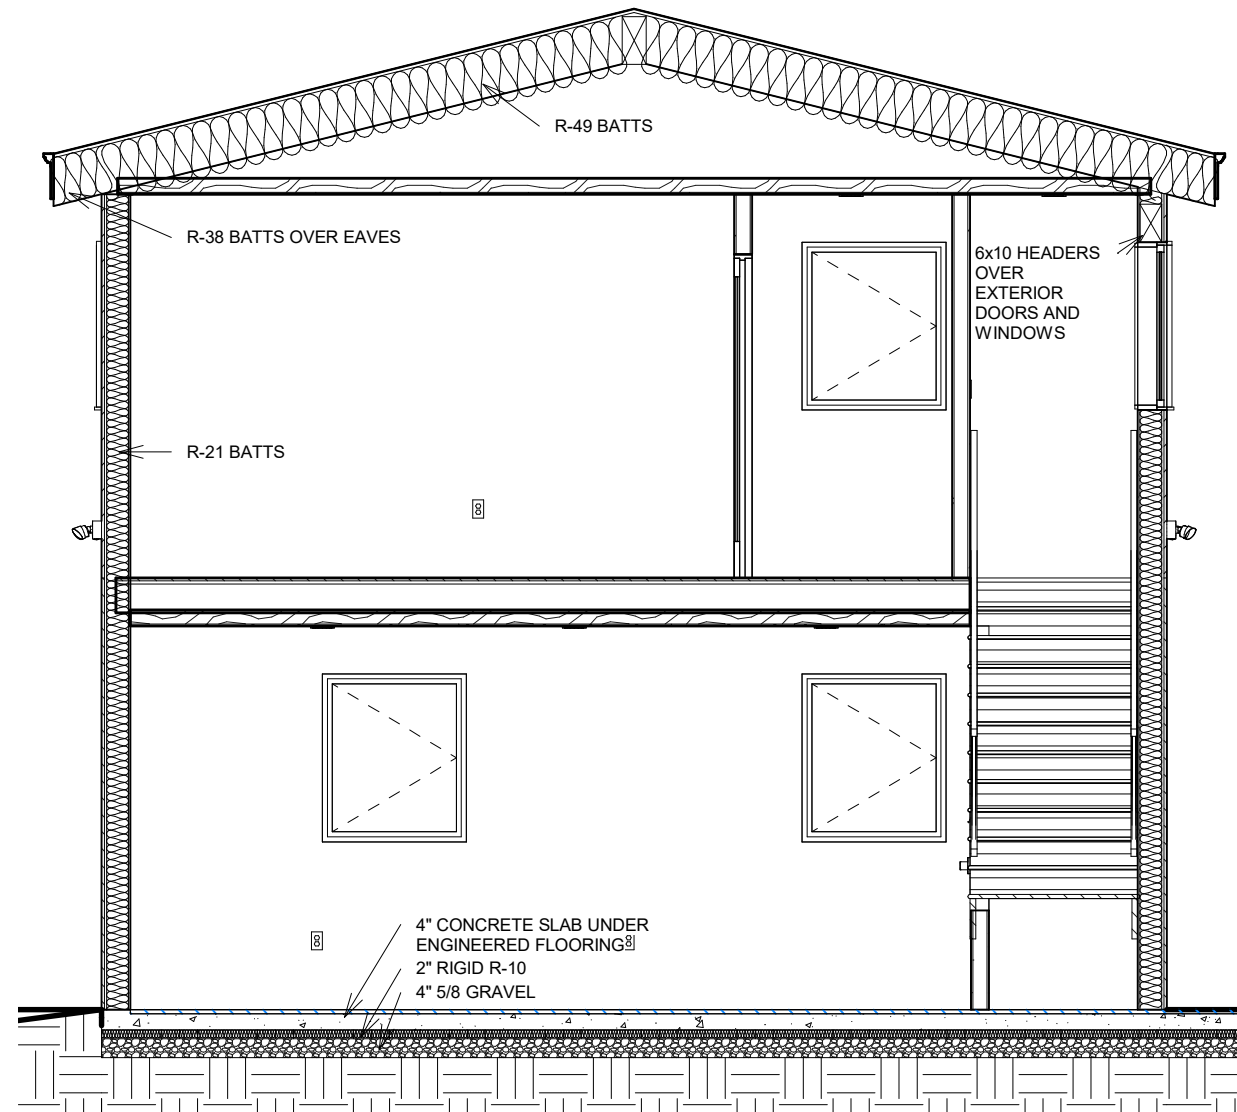 R-49 BATTS
R-38 BATTS OVER EAVES
6x10 HEADERS
OVER
EXTERIOR
DOORS AND
WINDOWS
R-21 BATTS
4" CONCRETE SLAB UNDER
ENGINEERED FLOORING
2" RIGID R-10
4" 5/8 GRAVEL